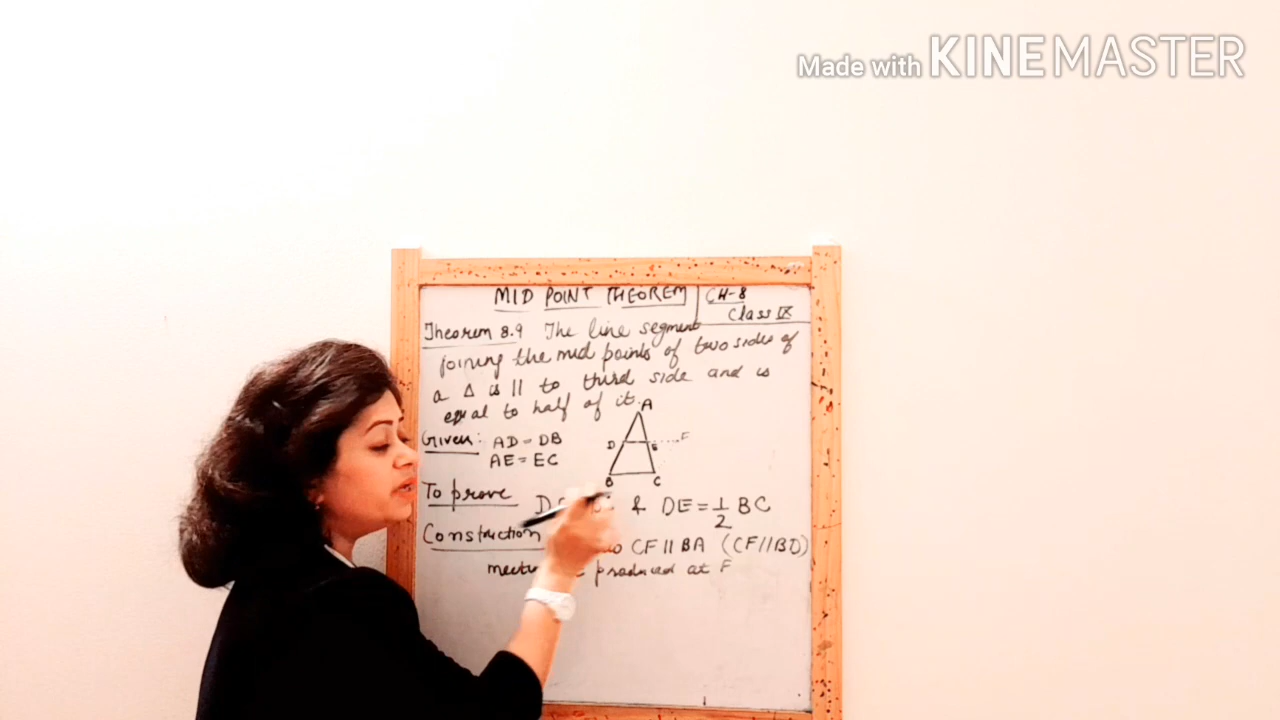 Made with KINEMASTER
MID POINT THEOREM
CH-8
Class IX
Theorem 8.9 The line segment
joining the mid points of two sides of
a Δ is || to third side and is
equal to half of it.
A
Given: AD = DB
D E F
AE = EC
B C
To prove & DE = 1/2 BC
Construction CF || BA (CF || BD)
produced at F